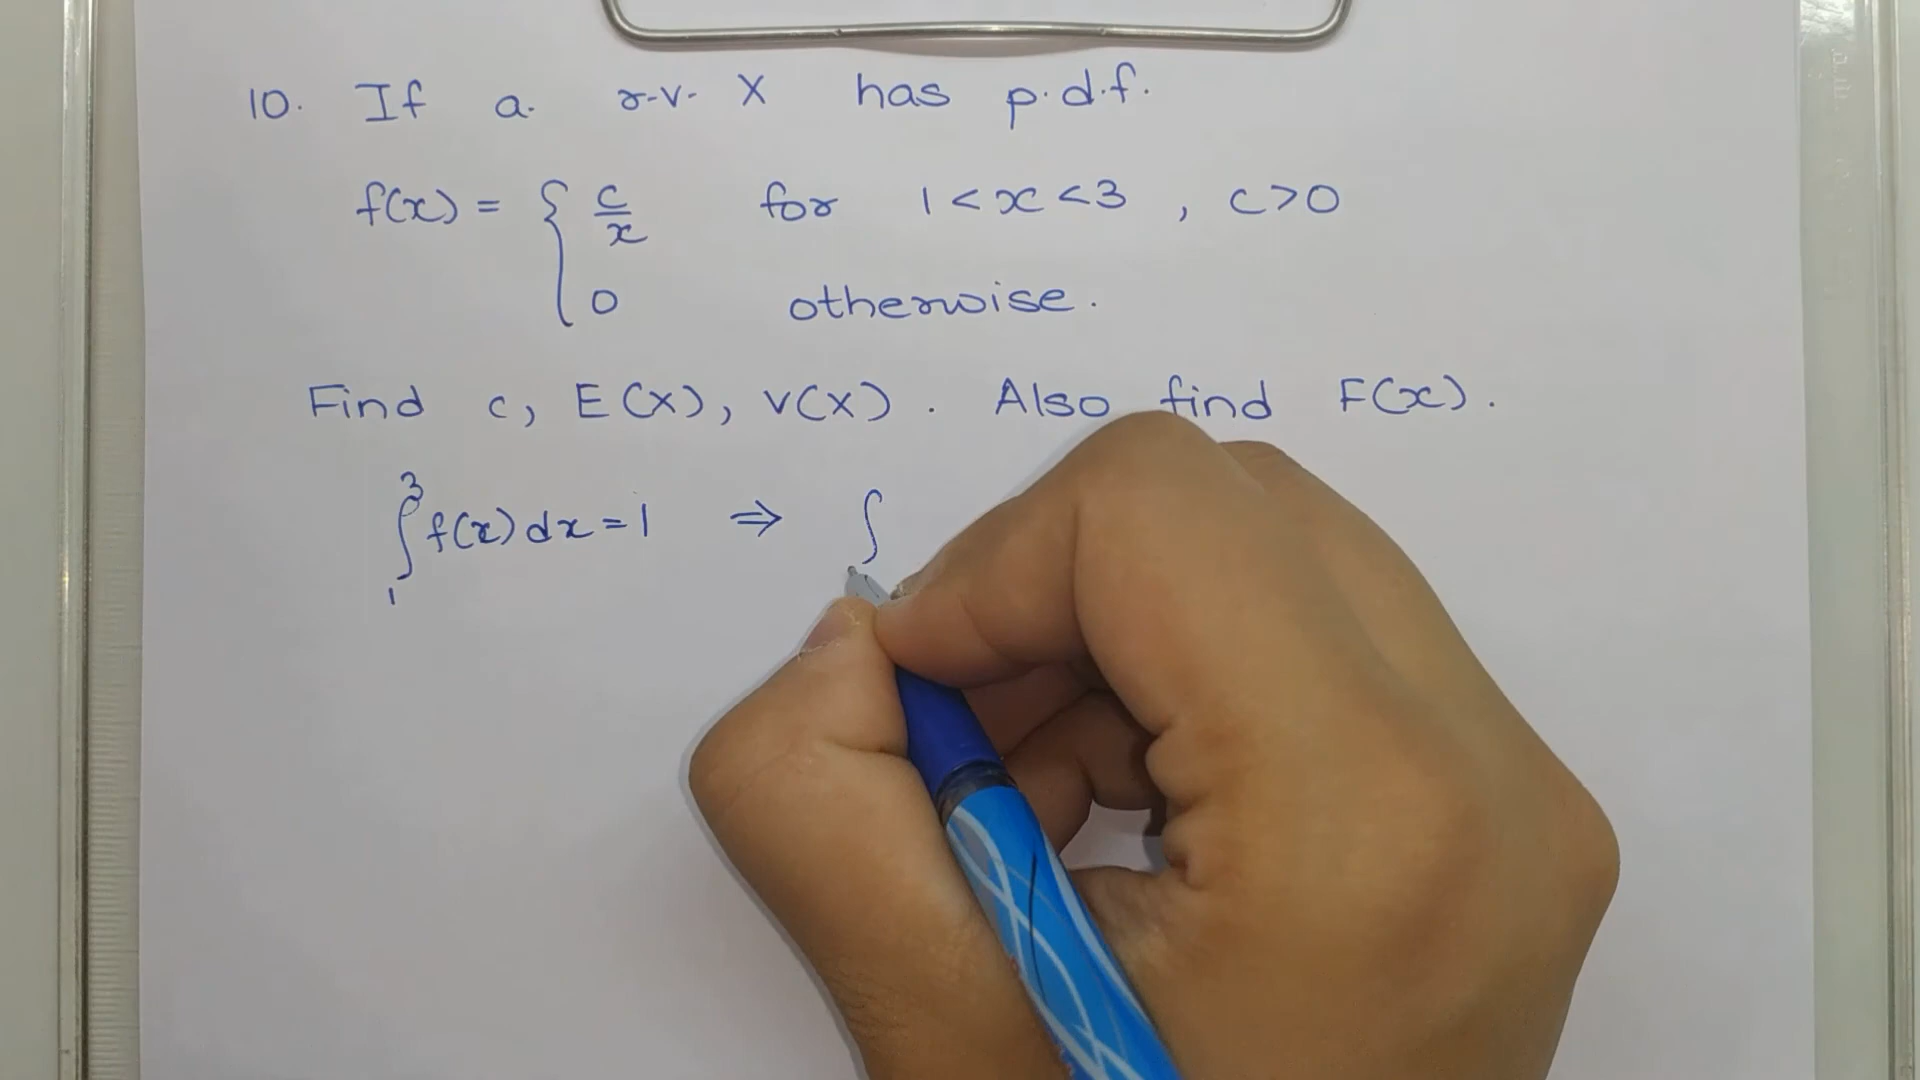 10. If a r.v. X has p.d.f.
f(x) = { c/x for 1 < x < 3 , c>0
0 otherwise.
Find c, E(X), V(X). Also find F(x).
∫₁³ f(x) dx = 1 ⇒ ∫